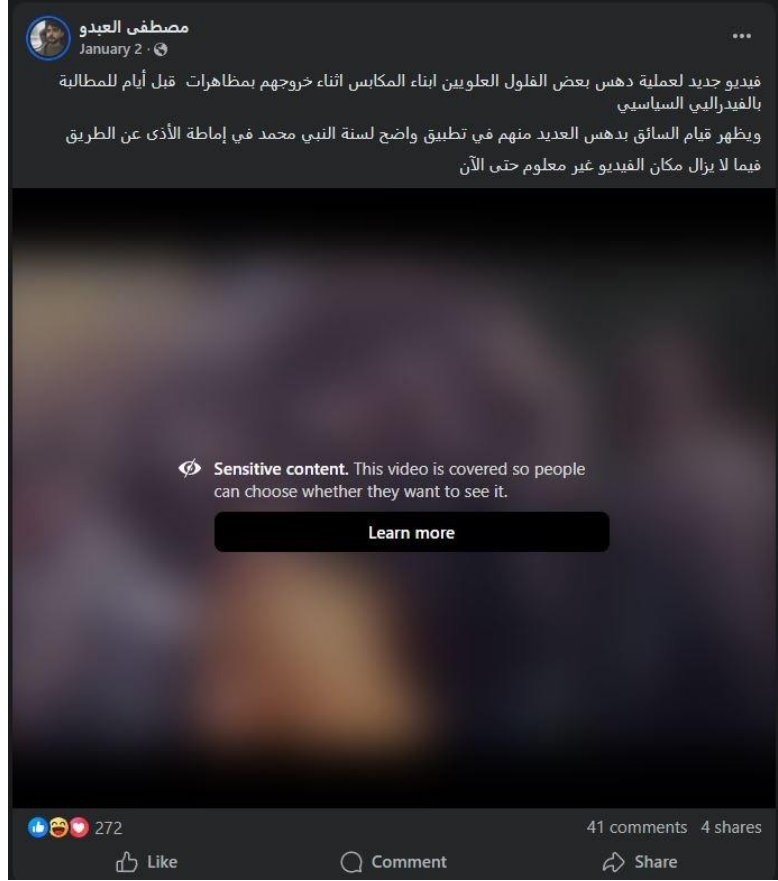 مصطفى العبدو
January 2 ·
فيديو جديد لعملية دهس بعض الفلول العلويين ابناء المكابس اثناء خروجهم بمظاهرات قبل أيام للمطالبة
بالفيدراليي السياسيي
ويظهر قيام السائق بدهس العديد منهم في تطبيق واضح لسنة النبي محمد في إماطة الأذى عن الطريق
فيما لا يزال مكان الفيديو غير معلوم حتى الآن
Sensitive content. This video is covered so people
can choose whether they want to see it.
Learn more
272
41 comments 4 shares
Like Comment Share